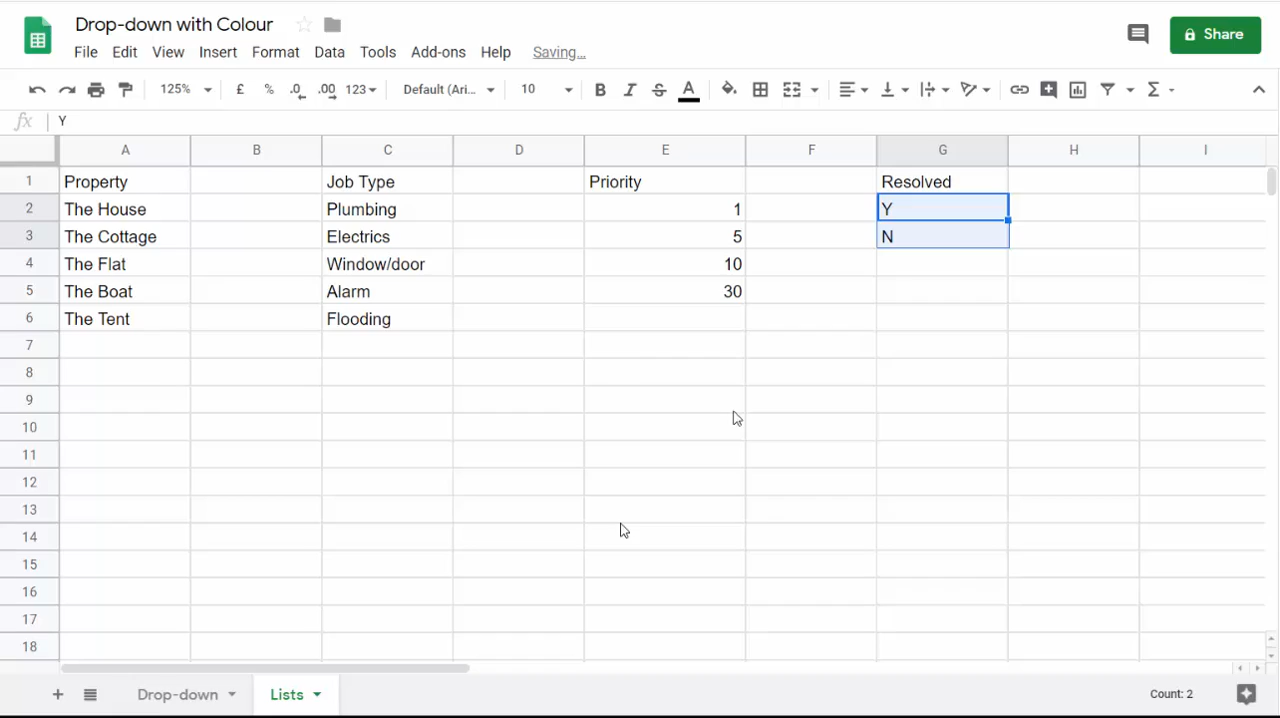 Drop-down with Colour
File Edit View Insert Format Data Tools Add-ons Help Saving...
Share
125% £ % .0 .00 123 Default (Ari... 10 B I S A Σ
fx Y
A B C D E F G H I
1 Property Job Type Priority Resolved
2 The House Plumbing 1 Y
3 The Cottage Electrics 5 N
4 The Flat Window/door 10
5 The Boat Alarm 30
6 The Tent Flooding
7
8
9
10
11
12
13
14
15
16
17
18
+ Drop-down Lists Count: 2